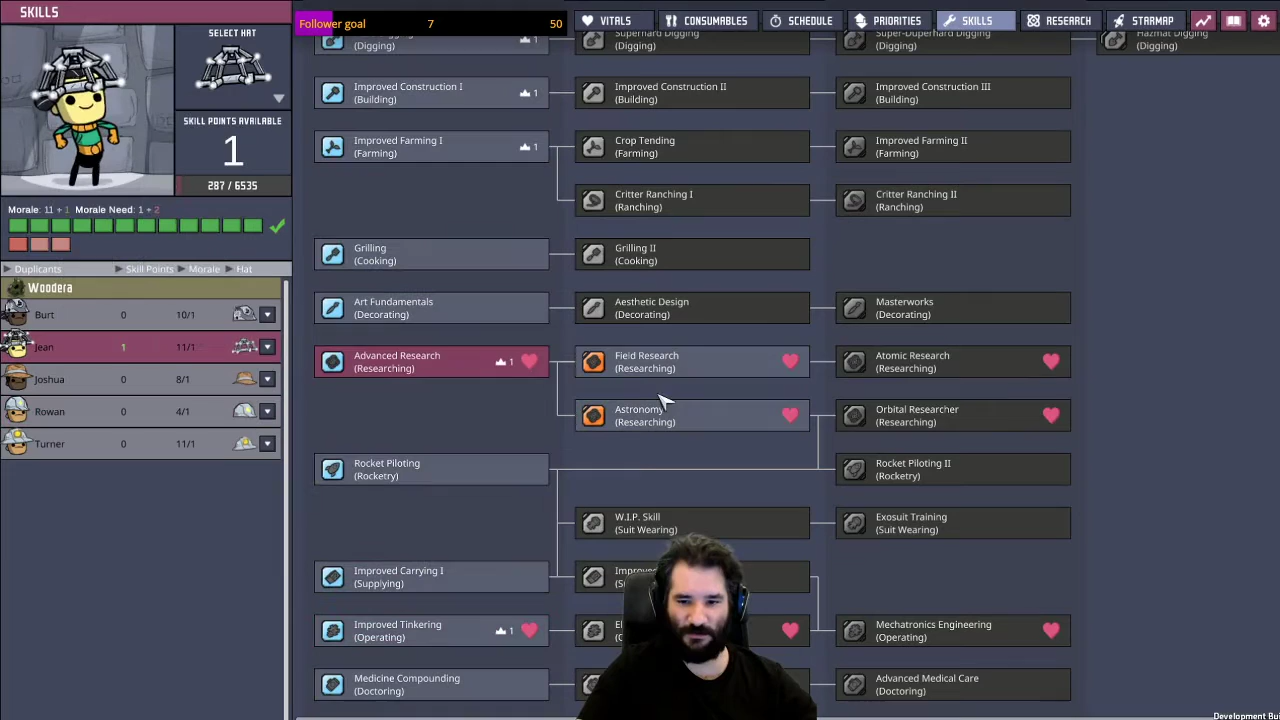 SKILLS
Follower goal 7 50
VITALS
CONSUMABLES
SCHEDULE
PRIORITIES
SKILLS
RESEARCH
STARMAP
SELECT HAT
SKILL POINTS AVAILABLE
1
287 / 6535
Morale: 11 + 1 Morale Need: 1 + 2
Duplicants Skill Points Morale Hat
Woodera
Burt 0 10/1
Jean 1 11/1
Joshua 0 8/1
Rowan 0 4/1
Turner 0 11/1
1
(Digging)
Superhard Digging
(Digging)
Super-Duperhard Digging
(Digging)
Hazmat Digging
(Digging)
Improved Construction I 1
(Building)
Improved Construction II
(Building)
Improved Construction III
(Building)
Improved Farming I 1
(Farming)
Crop Tending
(Farming)
Improved Farming II
(Farming)
Critter Ranching I
(Ranching)
Critter Ranching II
(Ranching)
Grilling
(Cooking)
Grilling II
(Cooking)
Art Fundamentals
(Decorating)
Aesthetic Design
(Decorating)
Masterworks
(Decorating)
Advanced Research 1
(Researching)
Field Research
(Researching)
Atomic Research
(Researching)
Astronomy
(Researching)
Orbital Researcher
(Researching)
Rocket Piloting
(Rocketry)
Rocket Piloting II
(Rocketry)
W.I.P. Skill
(Suit Wearing)
Exosuit Training
(Suit Wearing)
Improved Carrying I
(Supplying)
Improved Tinkering 1
(Operating)
Mechatronics Engineering
(Operating)
Medicine Compounding
(Doctoring)
Advanced Medical Care
(Doctoring)